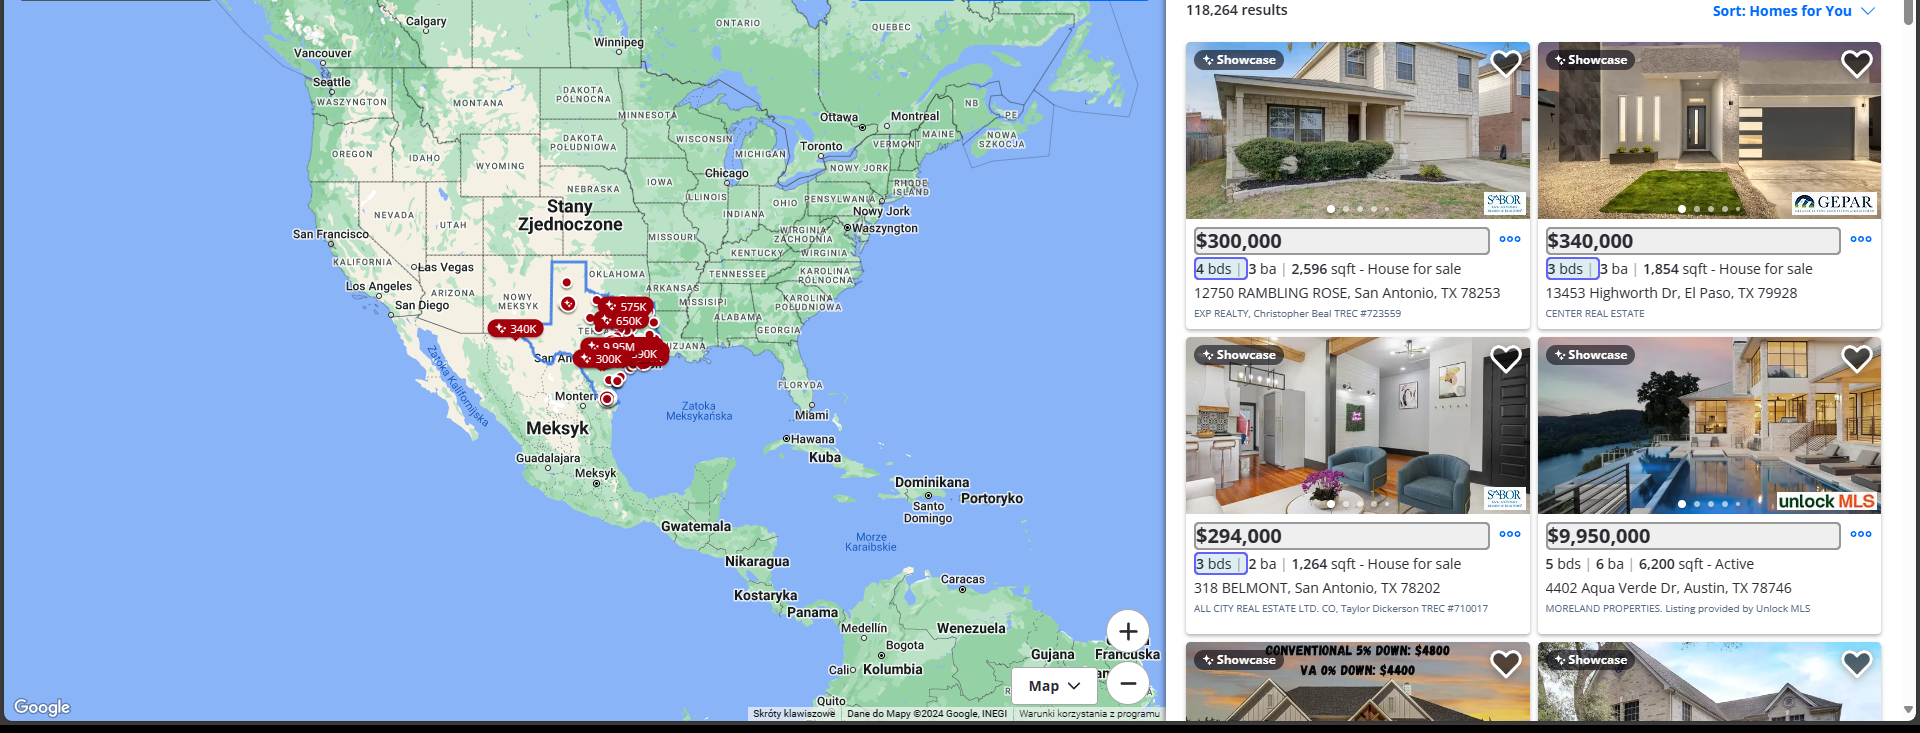 Calgary
Vancouver
Seattle
WASZYNGTON
MONTANA
OREGON
IDAHO
WYOMING
NEVADA
UTAH
San Francisco
KALIFORNIA
Las Vegas
Los Angeles
San Diego
ARIZONA
NOWY
MEKSYK
ONTARIO
QUEBEC
Winnipeg
DAKOTA
PÓŁNOCNA
MINNESOTA
DAKOTA
POŁUDNIOWA
WISCONSIN
MICHIGAN
Ottawa
Montreal
Toronto
MAINE
VERMONT
NB
PE
NOWA
SZKOCJA
Chicago
NOWY JORK
IOWA
NEBRASKA
ILLINOIS
INDIANA
OHIO
PENSYLWANIA
RHODE
ISLAND
Nowy Jork
Waszyngton
Stany
Zjednoczone
MISSOURI
WIRGINIA
ZACHODNIA
KENTUCKY
WIRGINIA
TENNESSEE
KAROLINA
PÓŁNOCNA
OKLAHOMA
ARKANSAS
MISSISIPI
ALABAMA
KAROLINA
POŁUDNIOWA
GEORGIA
575K
650K
340K
9.95M
300K
390K
San An
IZJANA
FLORYDA
Miami
Zatoka Kalifornijska
Monter
Zatoka
Meksykańska
Meksyk
Hawana
Kuba
Guadalajara
Meksyk
Dominikana
Portoryko
Santo
Domingo
Gwatemala
Morze
Karaibskie
Nikaragua
Caracas
Kostaryka
Panama
Medellín
Wenezuela
Bogota
Gujana
Francuska
Cali
Kolumbia
Quito
Map
Google
Skróty klawiszowe
Dane do Mapy ©2024 Google, INEGI
Warunki korzystania z programu
118,264 results
Sort: Homes for You
Showcase
SABOR
$300,000
4 bds | 3 ba | 2,596 sqft - House for sale
12750 RAMBLING ROSE, San Antonio, TX 78253
EXP REALTY, Christopher Beal TREC #723559
Showcase
GEPAR
$340,000
3 bds | 3 ba | 1,854 sqft - House for sale
13453 Highworth Dr, El Paso, TX 79928
CENTER REAL ESTATE
Showcase
SABOR
$294,000
3 bds | 2 ba | 1,264 sqft - House for sale
318 BELMONT, San Antonio, TX 78202
ALL CITY REAL ESTATE LTD. CO, Taylor Dickerson TREC #710017
Showcase
unlock MLS
$9,950,000
5 bds | 6 ba | 6,200 sqft - Active
4402 Aqua Verde Dr, Austin, TX 78746
MORELAND PROPERTIES. Listing provided by Unlock MLS
Showcase
CONVENTIONAL 5% DOWN: $4800
VA 0% DOWN: $4400
Showcase